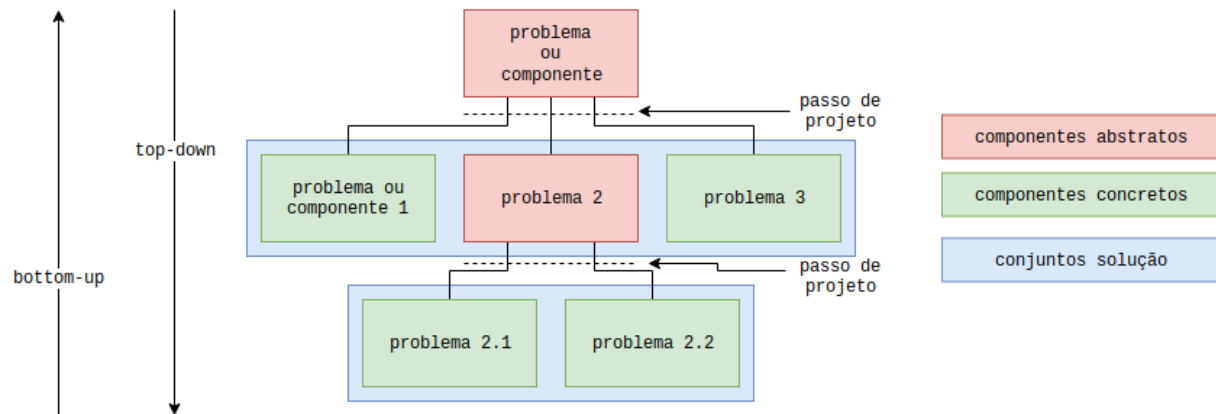 problema
ou
componente
passo de
projeto
top-down
componentes abstratos
problema ou
componente 1
problema 2
problema 3
componentes concretos
bottom-up
passo de
projeto
conjuntos solução
problema 2.1
problema 2.2